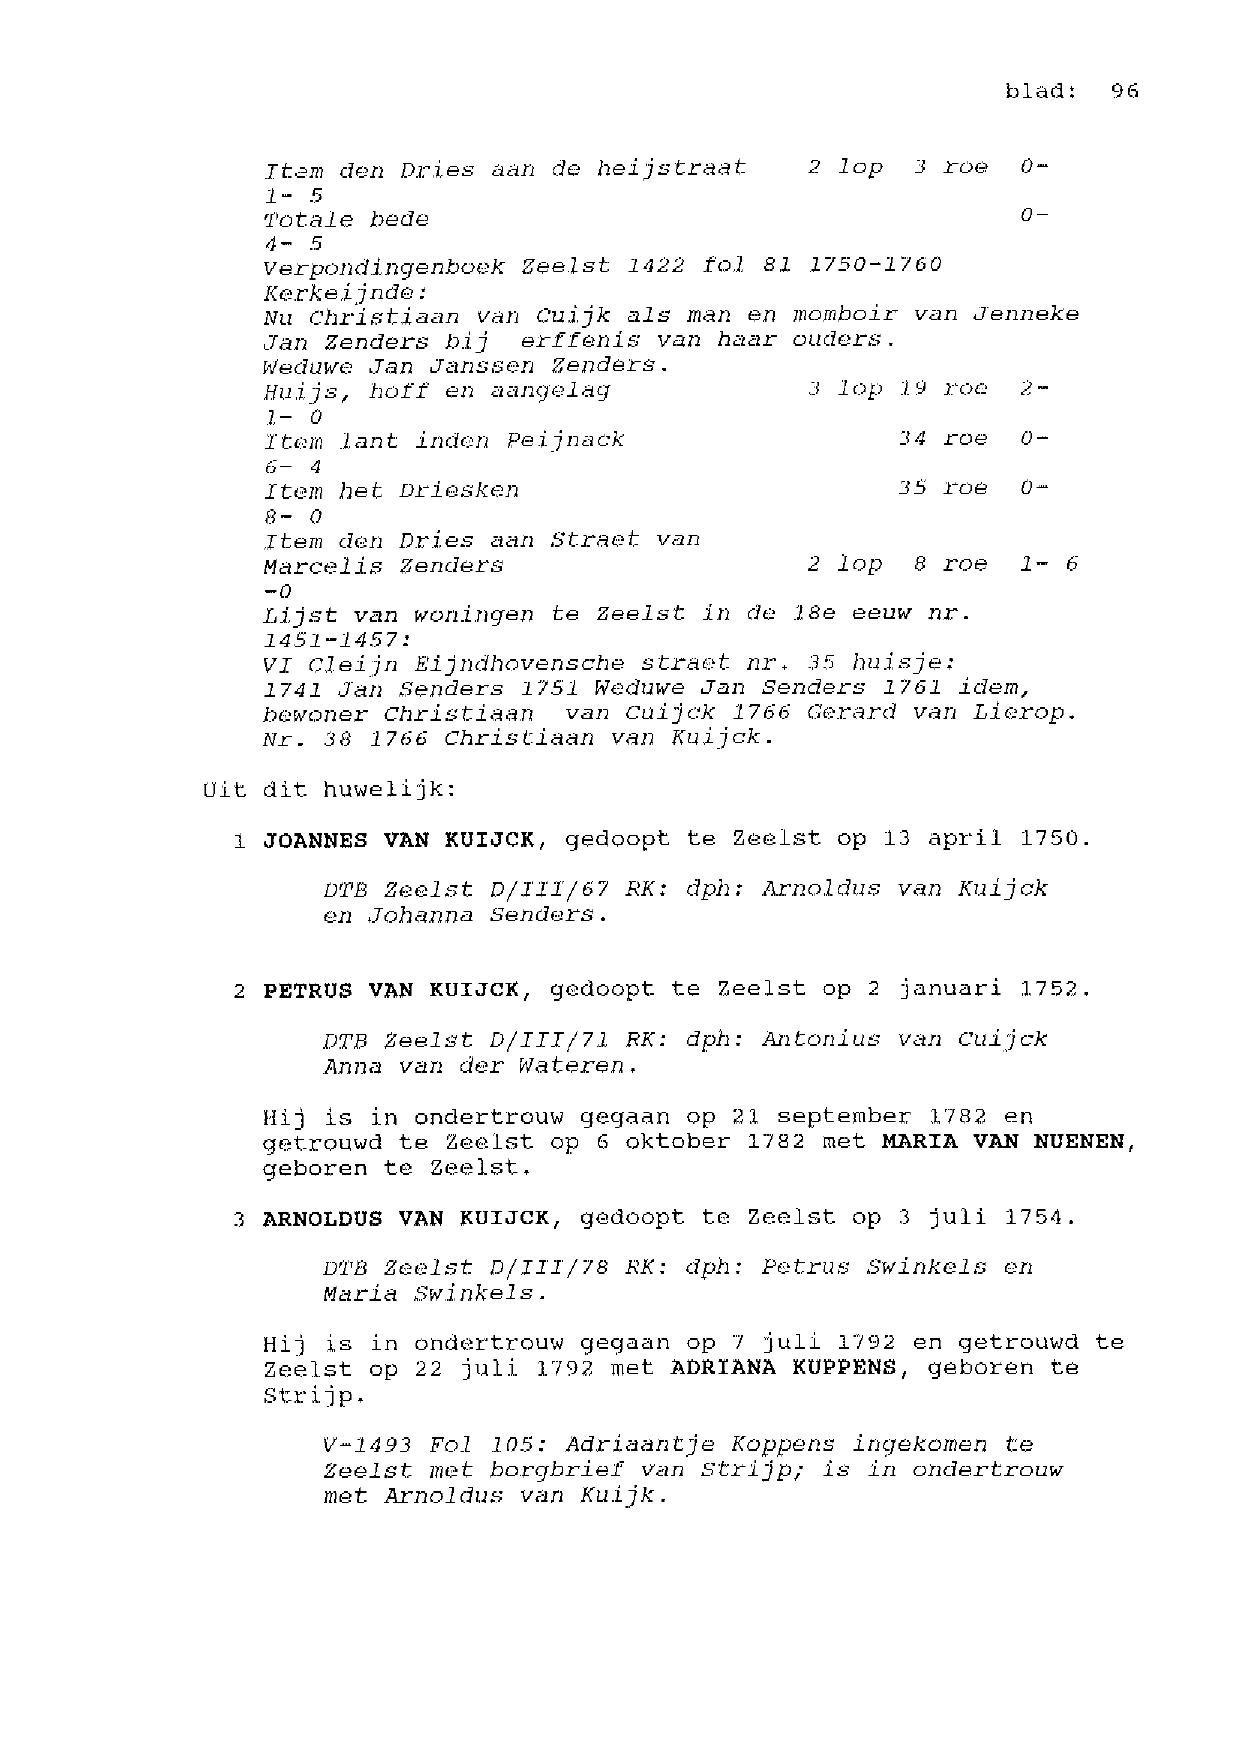 blad: 96
Item den Dries aan de heijstraat 2 lop 3 roe 0-
1- 5
Totale bede 0-
4- 5
Verpondingenboek Zeelst 1422 fol 81 1750-1760
Kerkeijnde:
Nu Christiaan van Cuijk als man en momboir van Jenneke
Jan Zenders bij erffenis van haar ouders.
Weduwe Jan Janssen Zenders.
Huijs, hoff en aangelag 3 lop 19 roe 2-
1- 0
Item lant inden Peijnack 34 roe 0-
6- 4
Item het Driesken 35 roe 0-
8- 0
Item den Dries aan Straet van
Marcelis Zenders 2 lop 8 roe 1- 6
-0
Lijst van woningen te Zeelst in de 18e eeuw nr.
1451-1457:
VI Cleijn Eijndhovensche straet nr. 35 huisje:
1741 Jan Senders 1751 Weduwe Jan Senders 1761 idem,
bewoner Christiaan van Cuijck 1766 Gerard van Lierop.
Nr. 38 1766 Christiaan van Kuijck.
Uit dit huwelijk:
1 JOANNES VAN KUIJCK, gedoopt te Zeelst op 13 april 1750.
DTB Zeelst D/III/67 RK: dph: Arnoldus van Kuijck
en Johanna Senders.
2 PETRUS VAN KUIJCK, gedoopt te Zeelst op 2 januari 1752.
DTB Zeelst D/III/71 RK: dph: Antonius van Cuijck
Anna van der Wateren.
Hij is in ondertrouw gegaan op 21 september 1782 en
getrouwd te Zeelst op 6 oktober 1782 met MARIA VAN NUENEN,
geboren te Zeelst.
3 ARNOLDUS VAN KUIJCK, gedoopt te Zeelst op 3 juli 1754.
DTB Zeelst D/III/78 RK: dph: Petrus Swinkels en
Maria Swinkels.
Hij is in ondertrouw gegaan op 7 juli 1792 en getrouwd te
Zeelst op 22 juli 1792 met ADRIANA KUPPENS, geboren te
Strijp.
V-1493 Fol 105: Adriaantje Koppens ingekomen te
Zeelst met borgbrief van Strijp; is in ondertrouw
met Arnoldus van Kuijk.